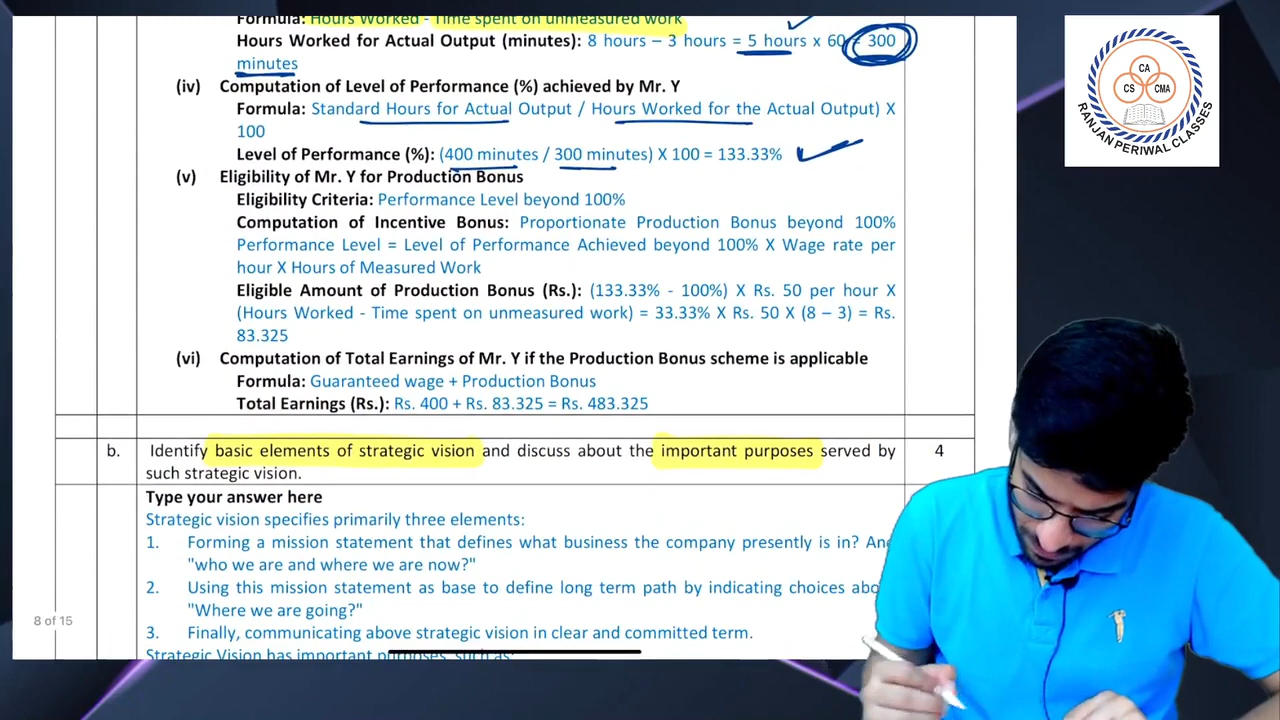 Formula: Hours Worked - Time spent on unmeasured work
Hours Worked for Actual Output (minutes): 8 hours – 3 hours = 5 hours x 60 = 300
minutes
(iv) Computation of Level of Performance (%) achieved by Mr. Y
Formula: Standard Hours for Actual Output / Hours Worked for the Actual Output) X
100
Level of Performance (%): (400 minutes / 300 minutes) X 100 = 133.33%
(v) Eligibility of Mr. Y for Production Bonus
Eligibility Criteria: Performance Level beyond 100%
Computation of Incentive Bonus: Proportionate Production Bonus beyond 100%
Performance Level = Level of Performance Achieved beyond 100% X Wage rate per
hour X Hours of Measured Work
Eligible Amount of Production Bonus (Rs.): (133.33% - 100%) X Rs. 50 per hour X
(Hours Worked - Time spent on unmeasured work) = 33.33% X Rs. 50 X (8 – 3) = Rs.
83.325
(vi) Computation of Total Earnings of Mr. Y if the Production Bonus scheme is applicable
Formula: Guaranteed wage + Production Bonus
Total Earnings (Rs.): Rs. 400 + Rs. 83.325 = Rs. 483.325
b. Identify basic elements of strategic vision and discuss about the important purposes served by 4
such strategic vision.
Type your answer here
Strategic vision specifies primarily three elements:
1. Forming a mission statement that defines what business the company presently is in?
"who we are and where we are now?"
2. Using this mission statement as base to define long term path by indicating choices
"Where we are going?"
3. Finally, communicating above strategic vision in clear and committed term.
Strategic Vision has important purposes, such as:
8 of 15
CA
CS CMA
RANJAN PERIWAL CLASSES